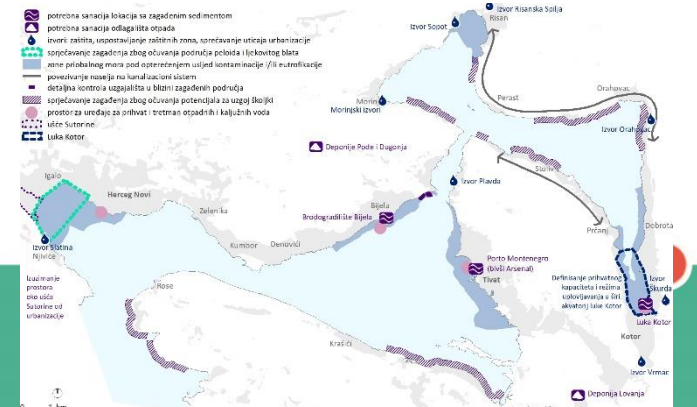 potrebna sanacija lokacija sa zagađenim sedimentom
potrebna sanacija odlagališta otpada
izvori: zaštita, uspostavljanje zaštitnih zona, sprečavanje uticaja urbanizacije
sprječavanje zagađenja zbog očuvanja područja peloida i ljekovitog blata
zone priobalnog mora pod opterećenjem usljed kontaminacije I/ili eutrofikacije
povezivanje naselja na kanalizacioni sistem
detaljna kontrola uzgajališta u blizini zagađenih područja
sprječavanje zagađenja zbog očuvanja potencijala za uzgoj školjki
prostor za uređaje za prihvat i tretman otpadnih i kaljužnih voda
ušće Sutorine
Luka Kotor
Izvor Risanska Spilja
Risan
Izvor Sopot
Morinj
Morinjski izvori
Perast
Orahovac
Izvor Orahovac
Deponije Pode i Dugonja
Stoliv
Izvor Plavda
Igalo
Herceg Novi
Zelenika
Bijela
Brodogradilište Bijela
Kumbor
Đenovići
Prčanj
Dobrota
Izvor Slatina
Njivice
Izuzimanje
prostora
oko ušća
Sutorine od
urbanizacije
Rose
Porto Montenegro
(bivši Arsenal)
Tivat
Definisanje prihvatnog
kapaciteta i režima
uplovljavanja u širi
akvatorij luke Kotor
Izvor
Škurda
Luka Kotor
Kotor
Krašići
Izvor Vrmac
Deponija Lovanja